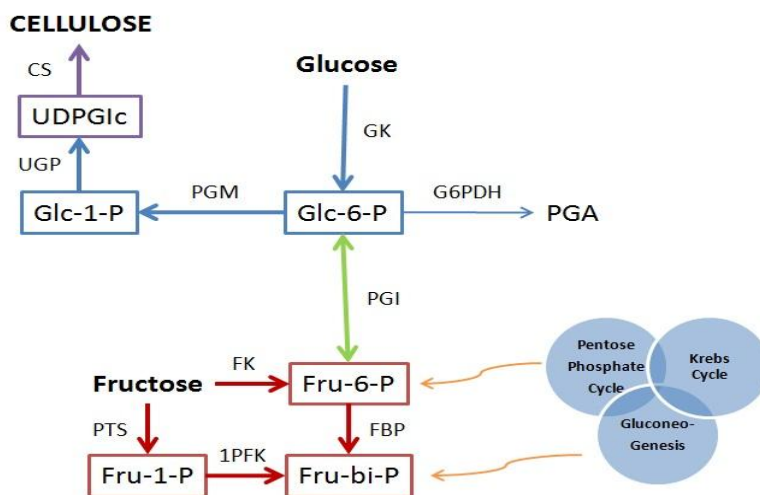 CELLULOSE
CS
Glucose
UDPGlc
GK
UGP
PGM
G6PDH
Glc-1-P
Glc-6-P
PGA
PGI
Pentose
Phosphate
Cycle
Krebs
Cycle
FK
Fructose
Fru-6-P
Gluconeo-
Genesis
PTS
FBP
1PFK
Fru-1-P
Fru-bi-P